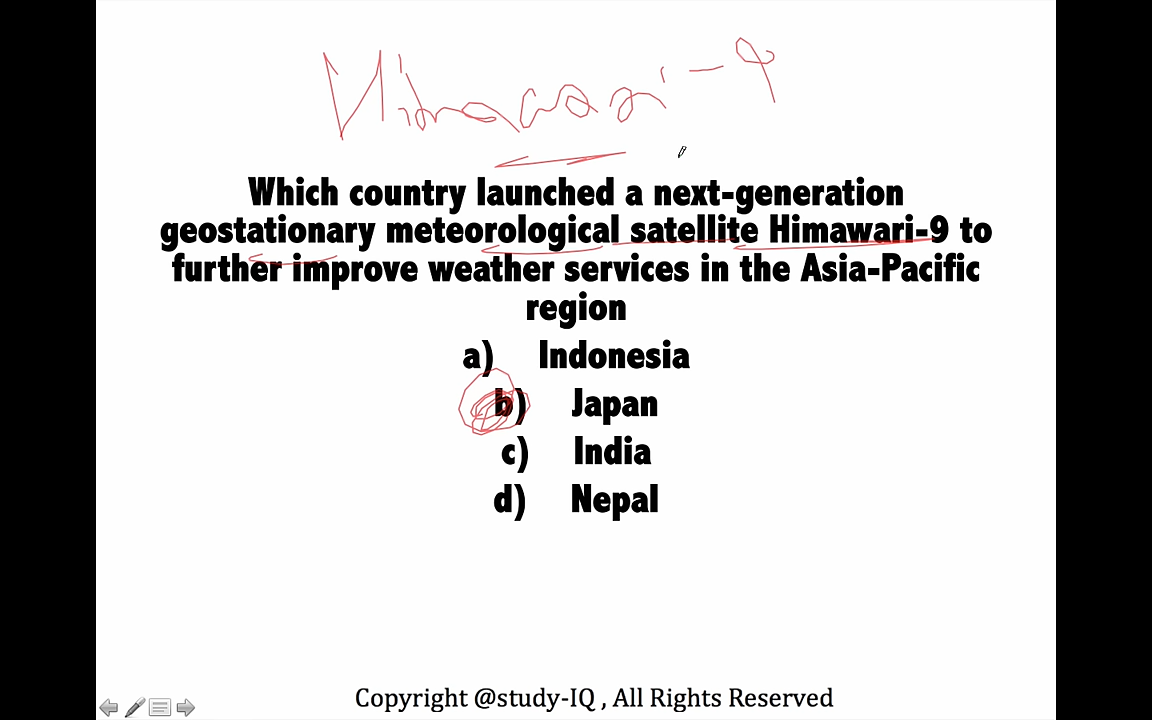 Himawari-9
Which country launched a next-generation
geostationary meteorological satellite Himawari-9 to
further improve weather services in the Asia-Pacific
region
a) Indonesia
b) Japan
c) India
d) Nepal
Copyright @study-IQ , All Rights Reserved